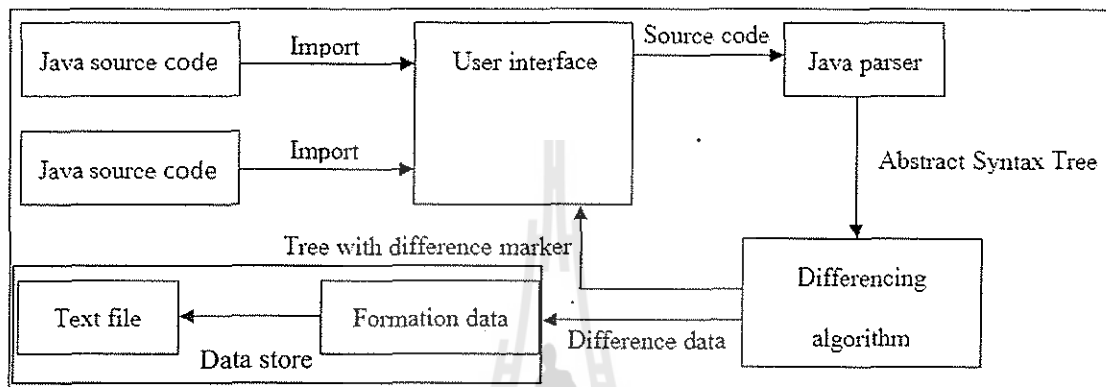 Java source code
Import
User interface
Source code
Java parser
Java source code
Import
Abstract Syntax Tree
Tree with difference marker
Differencing
algorithm
Text file
Formation data
Difference data
Data store